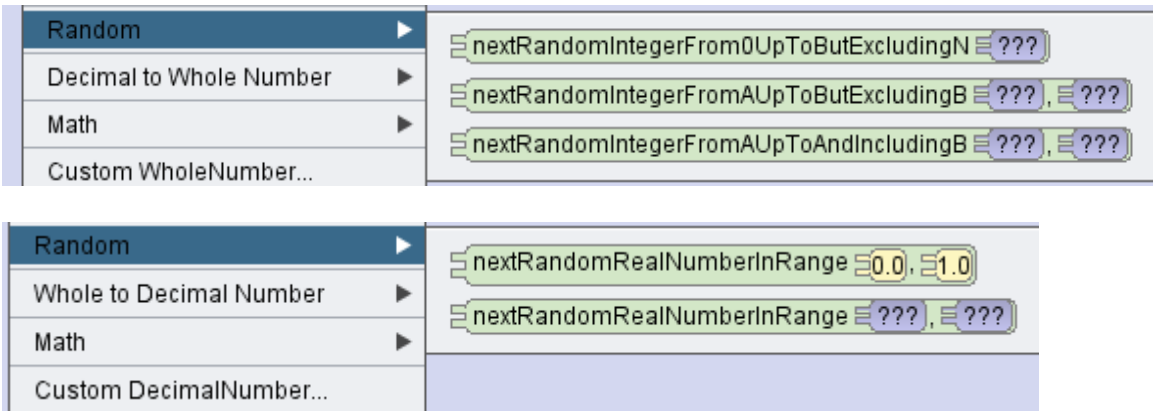 Random
nextRandomIntegerFrom0UpToButExcludingN ???
Decimal to Whole Number
nextRandomIntegerFromAUpToButExcludingB ???, ???
Math
nextRandomIntegerFromAUpToAndIncludingB ???, ???
Custom WholeNumber...
Random
nextRandomRealNumberInRange 0.0, 1.0
Whole to Decimal Number
nextRandomRealNumberInRange ???, ???
Math
Custom DecimalNumber...